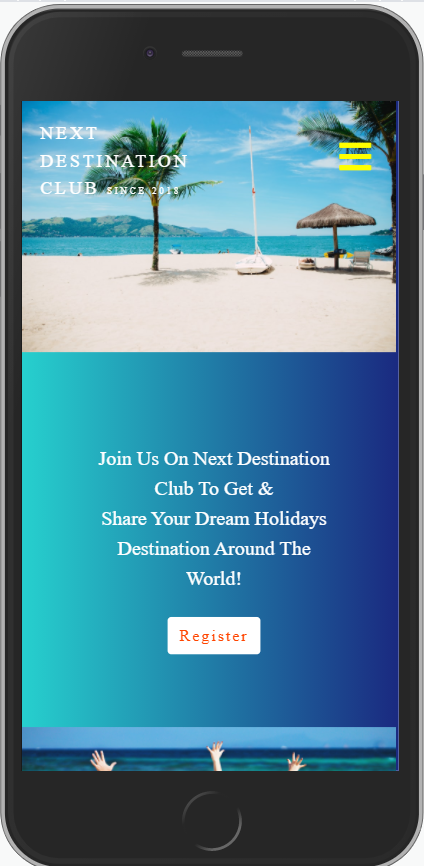 NEXT
DESTINATION
CLUB SINCE 2018
Join Us On Next Destination
Club To Get &
Share Your Dream Holidays
Destination Around The
World!
Register